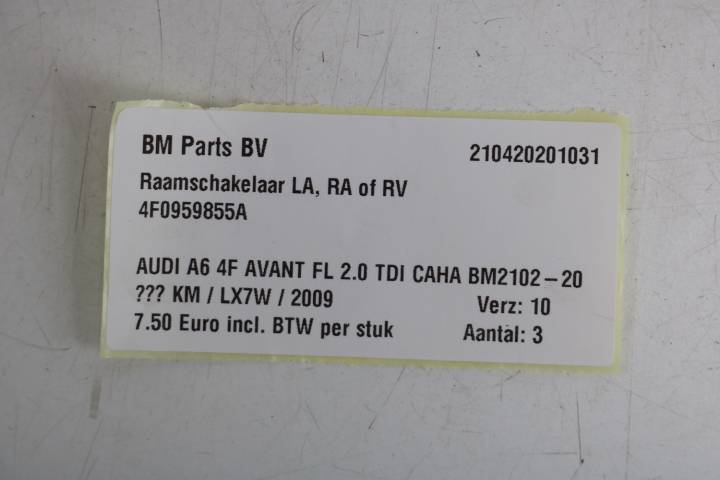 BM Parts BV 210420201031
Raamschakelaar LA, RA of RV
4F0959855A
AUDI A6 4F AVANT FL 2.0 TDI CAHA BM2102-20
??? KM / LX7W / 2009 Verz: 10
7.50 Euro incl. BTW per stuk Aantal: 3